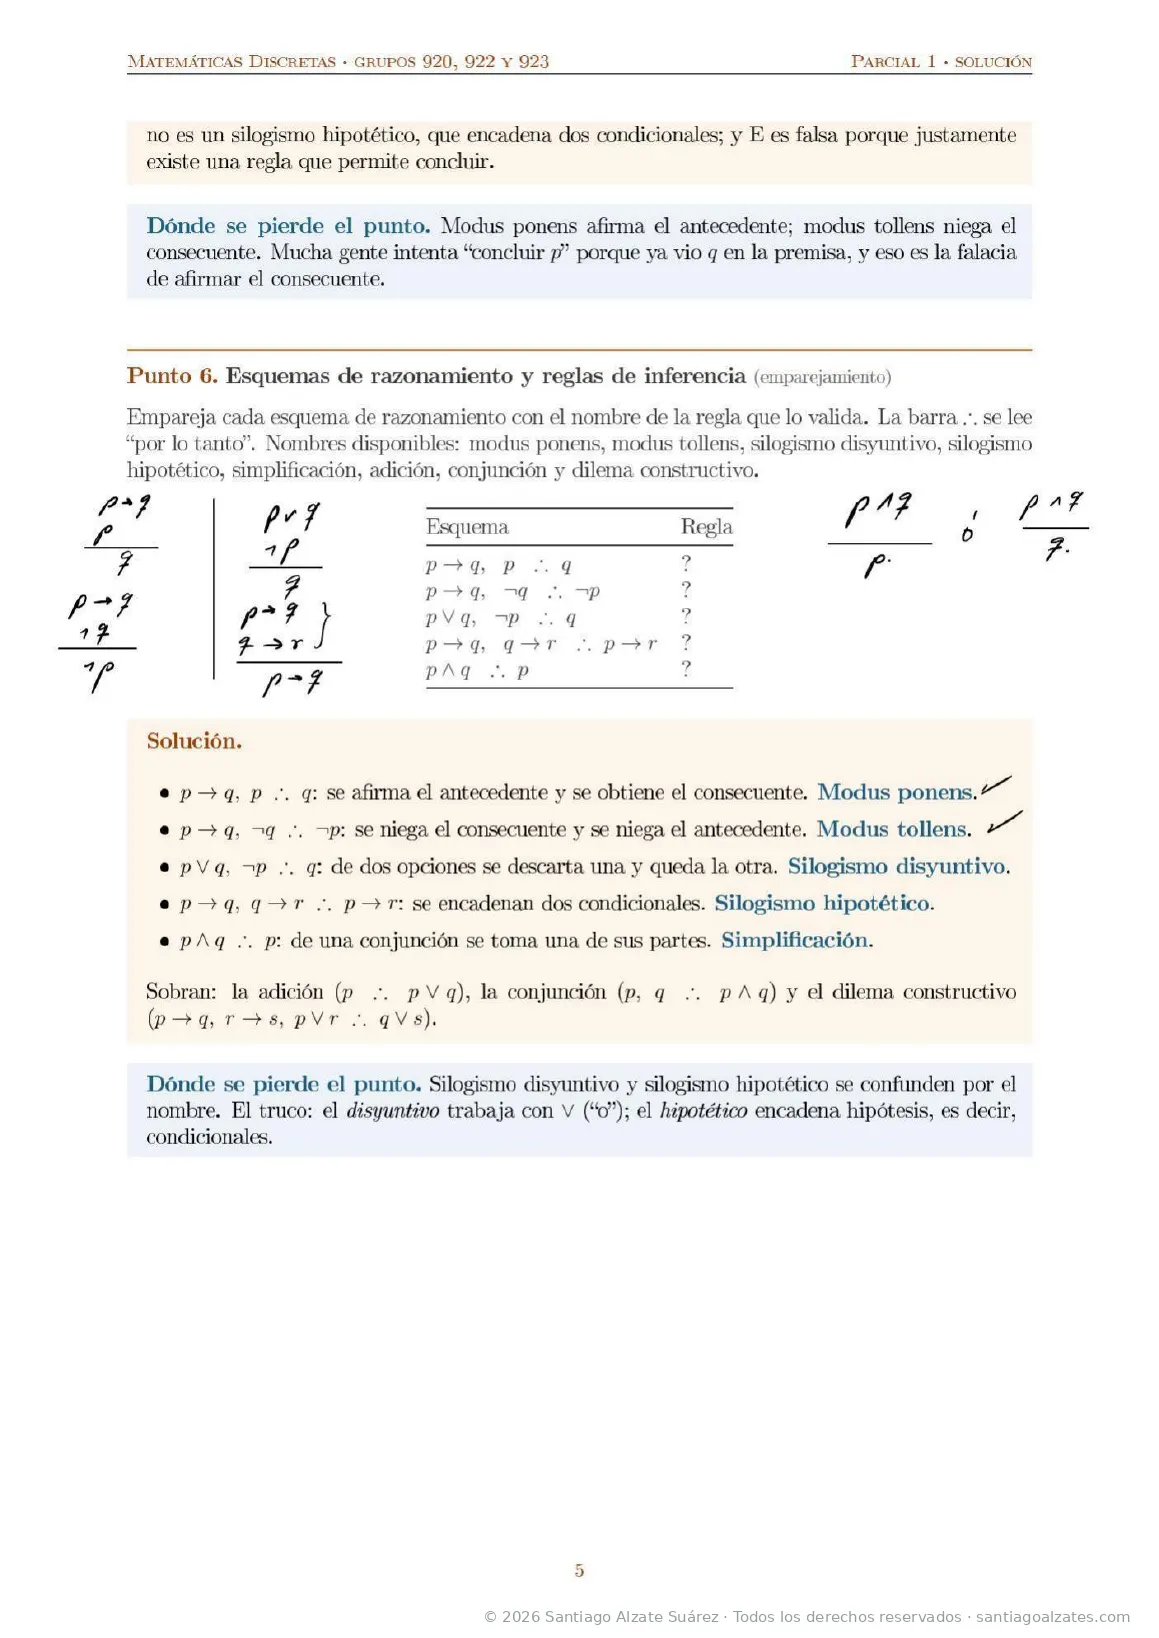 Matemáticas Discretas · grupos 920, 922 y 923
Parcial 1 · solución
no es un silogismo hipotético, que encadena dos condicionales; y E es falsa porque justamente
existe una regla que permite concluir.
Dónde se pierde el punto. Modus ponens afirma el antecedente; modus tollens niega el
consecuente. Mucha gente intenta “concluir p” porque ya vio q en la premisa, y eso es la falacia
de afirmar el consecuente.
Punto 6. Esquemas de razonamiento y reglas de inferencia (emparejamiento)
Empareja cada esquema de razonamiento con el nombre de la regla que lo valida. La barra ∴ se lee
“por lo tanto”. Nombres disponibles: modus ponens, modus tollens, silogismo disyuntivo, silogismo
hipotético, simplificación, adición, conjunción y dilema constructivo.
p → q
p
q
p → q
¬q
¬p
p ∨ q
¬p
q
p → q
q → r
p → q
Esquema Regla
p → q, p ∴ q ?
p → q, ¬q ∴ ¬p ?
p ∨ q, ¬p ∴ q ?
p → q, q → r ∴ p → r ?
p ∧ q ∴ p ?
p ∧ q
p.
ó
p ∧ q
q.
Solución.
• p → q, p ∴ q: se afirma el antecedente y se obtiene el consecuente. Modus ponens. ✓
• p → q, ¬q ∴ ¬p: se niega el consecuente y se niega el antecedente. Modus tollens. ✓
• p ∨ q, ¬p ∴ q: de dos opciones se descarta una y queda la otra. Silogismo disyuntivo.
• p → q, q → r ∴ p → r: se encadenan dos condicionales. Silogismo hipotético.
• p ∧ q ∴ p: de una conjunción se toma una de sus partes. Simplificación.
Sobran: la adición (p ∴ p ∨ q), la conjunción (p, q ∴ p ∧ q) y el dilema constructivo
(p → q, r → s, p ∨ r ∴ q ∨ s).
Dónde se pierde el punto. Silogismo disyuntivo y silogismo hipotético se confunden por el
nombre. El truco: el disyuntivo trabaja con ∨ (“o”); el hipotético encadena hipótesis, es decir,
condicionales.
5
© 2026 Santiago Alzate Suárez · Todos los derechos reservados · santiagoalzates.com